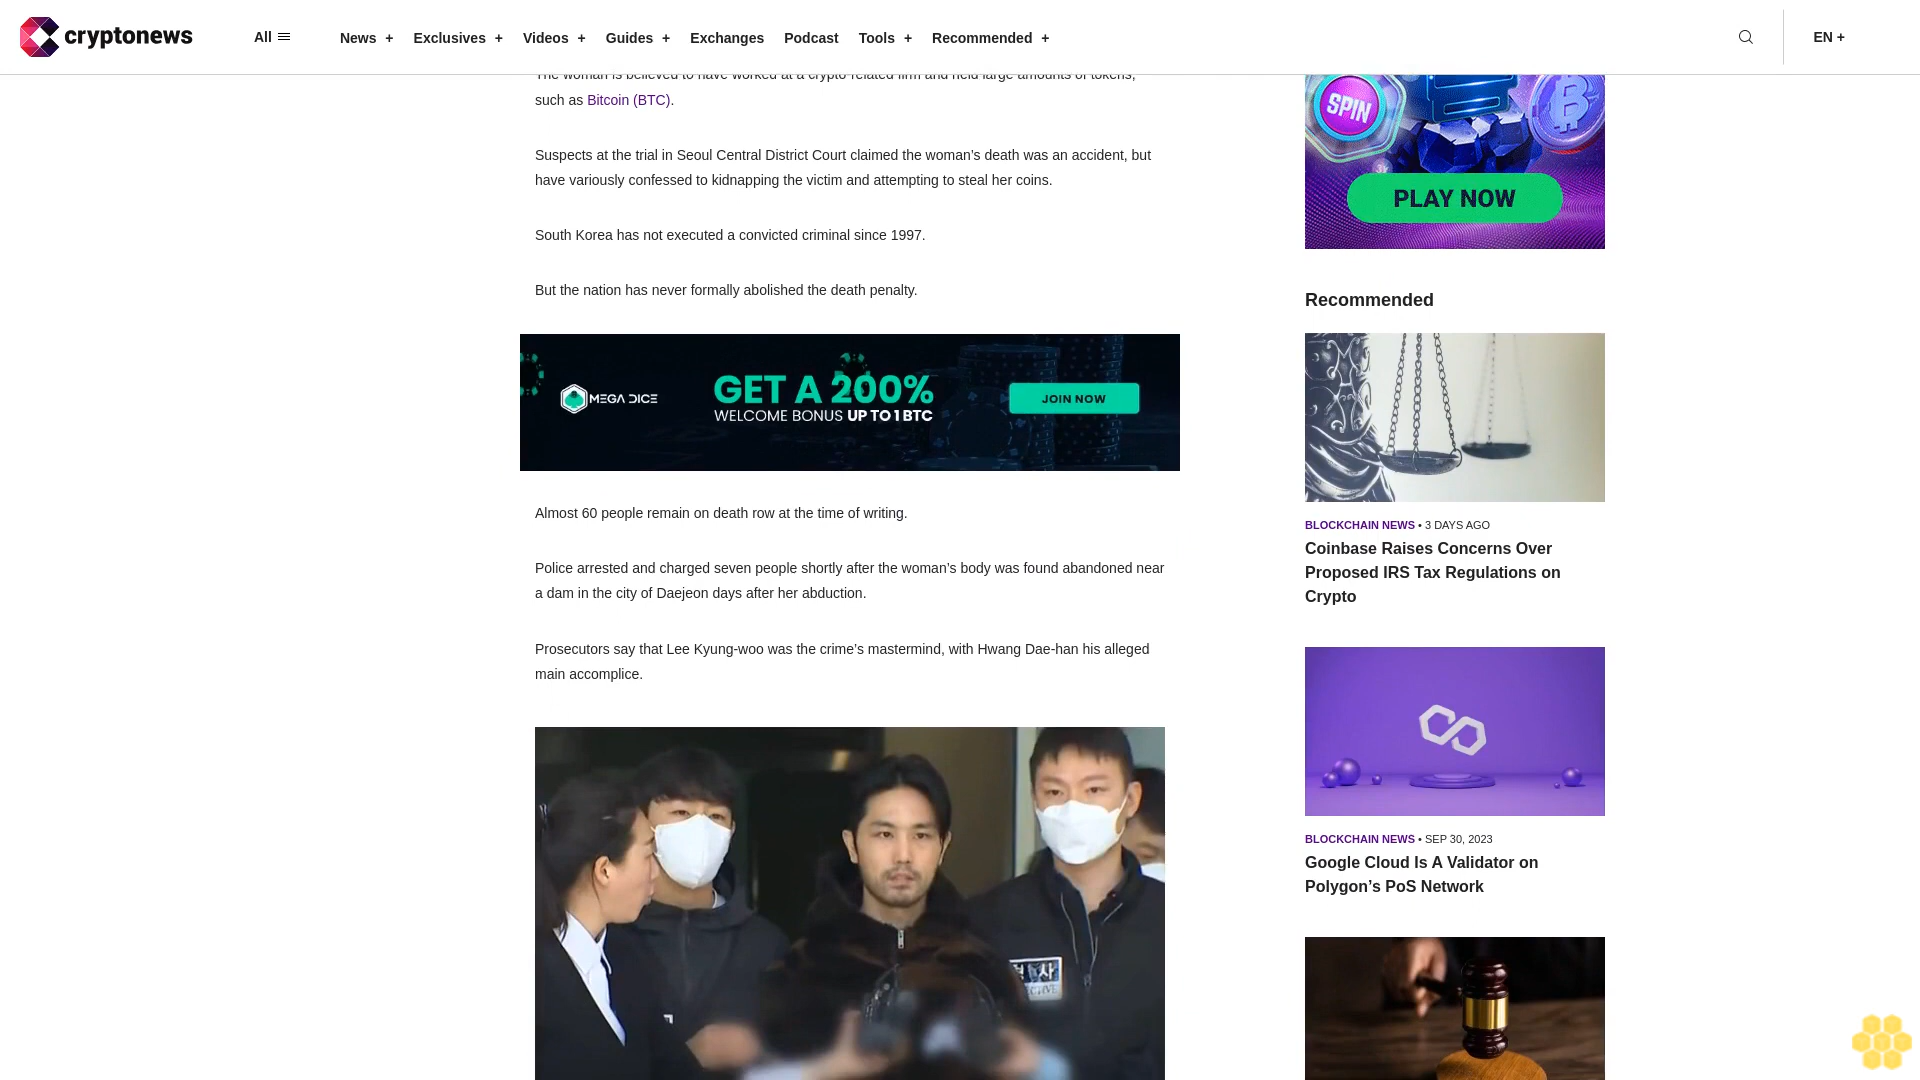 cryptonews
All
News +
Exclusives +
Videos +
Guides +
Exchanges
Podcast
Tools +
Recommended +
EN +
The woman is believed to have worked at a crypto-related firm and held large amounts of tokens,
such as Bitcoin (BTC).
Suspects at the trial in Seoul Central District Court claimed the woman’s death was an accident, but
have variously confessed to kidnapping the victim and attempting to steal her coins.
South Korea has not executed a convicted criminal since 1997.
But the nation has never formally abolished the death penalty.
MEGA DICE
GET A 200%
WELCOME BONUS UP TO 1 BTC
JOIN NOW
Almost 60 people remain on death row at the time of writing.
Police arrested and charged seven people shortly after the woman’s body was found abandoned near
a dam in the city of Daejeon days after her abduction.
Prosecutors say that Lee Kyung-woo was the crime’s mastermind, with Hwang Dae-han his alleged
main accomplice.
SPIN
PLAY NOW
Recommended
BLOCKCHAIN NEWS • 3 DAYS AGO
Coinbase Raises Concerns Over
Proposed IRS Tax Regulations on
Crypto
BLOCKCHAIN NEWS • SEP 30, 2023
Google Cloud Is A Validator on
Polygon’s PoS Network